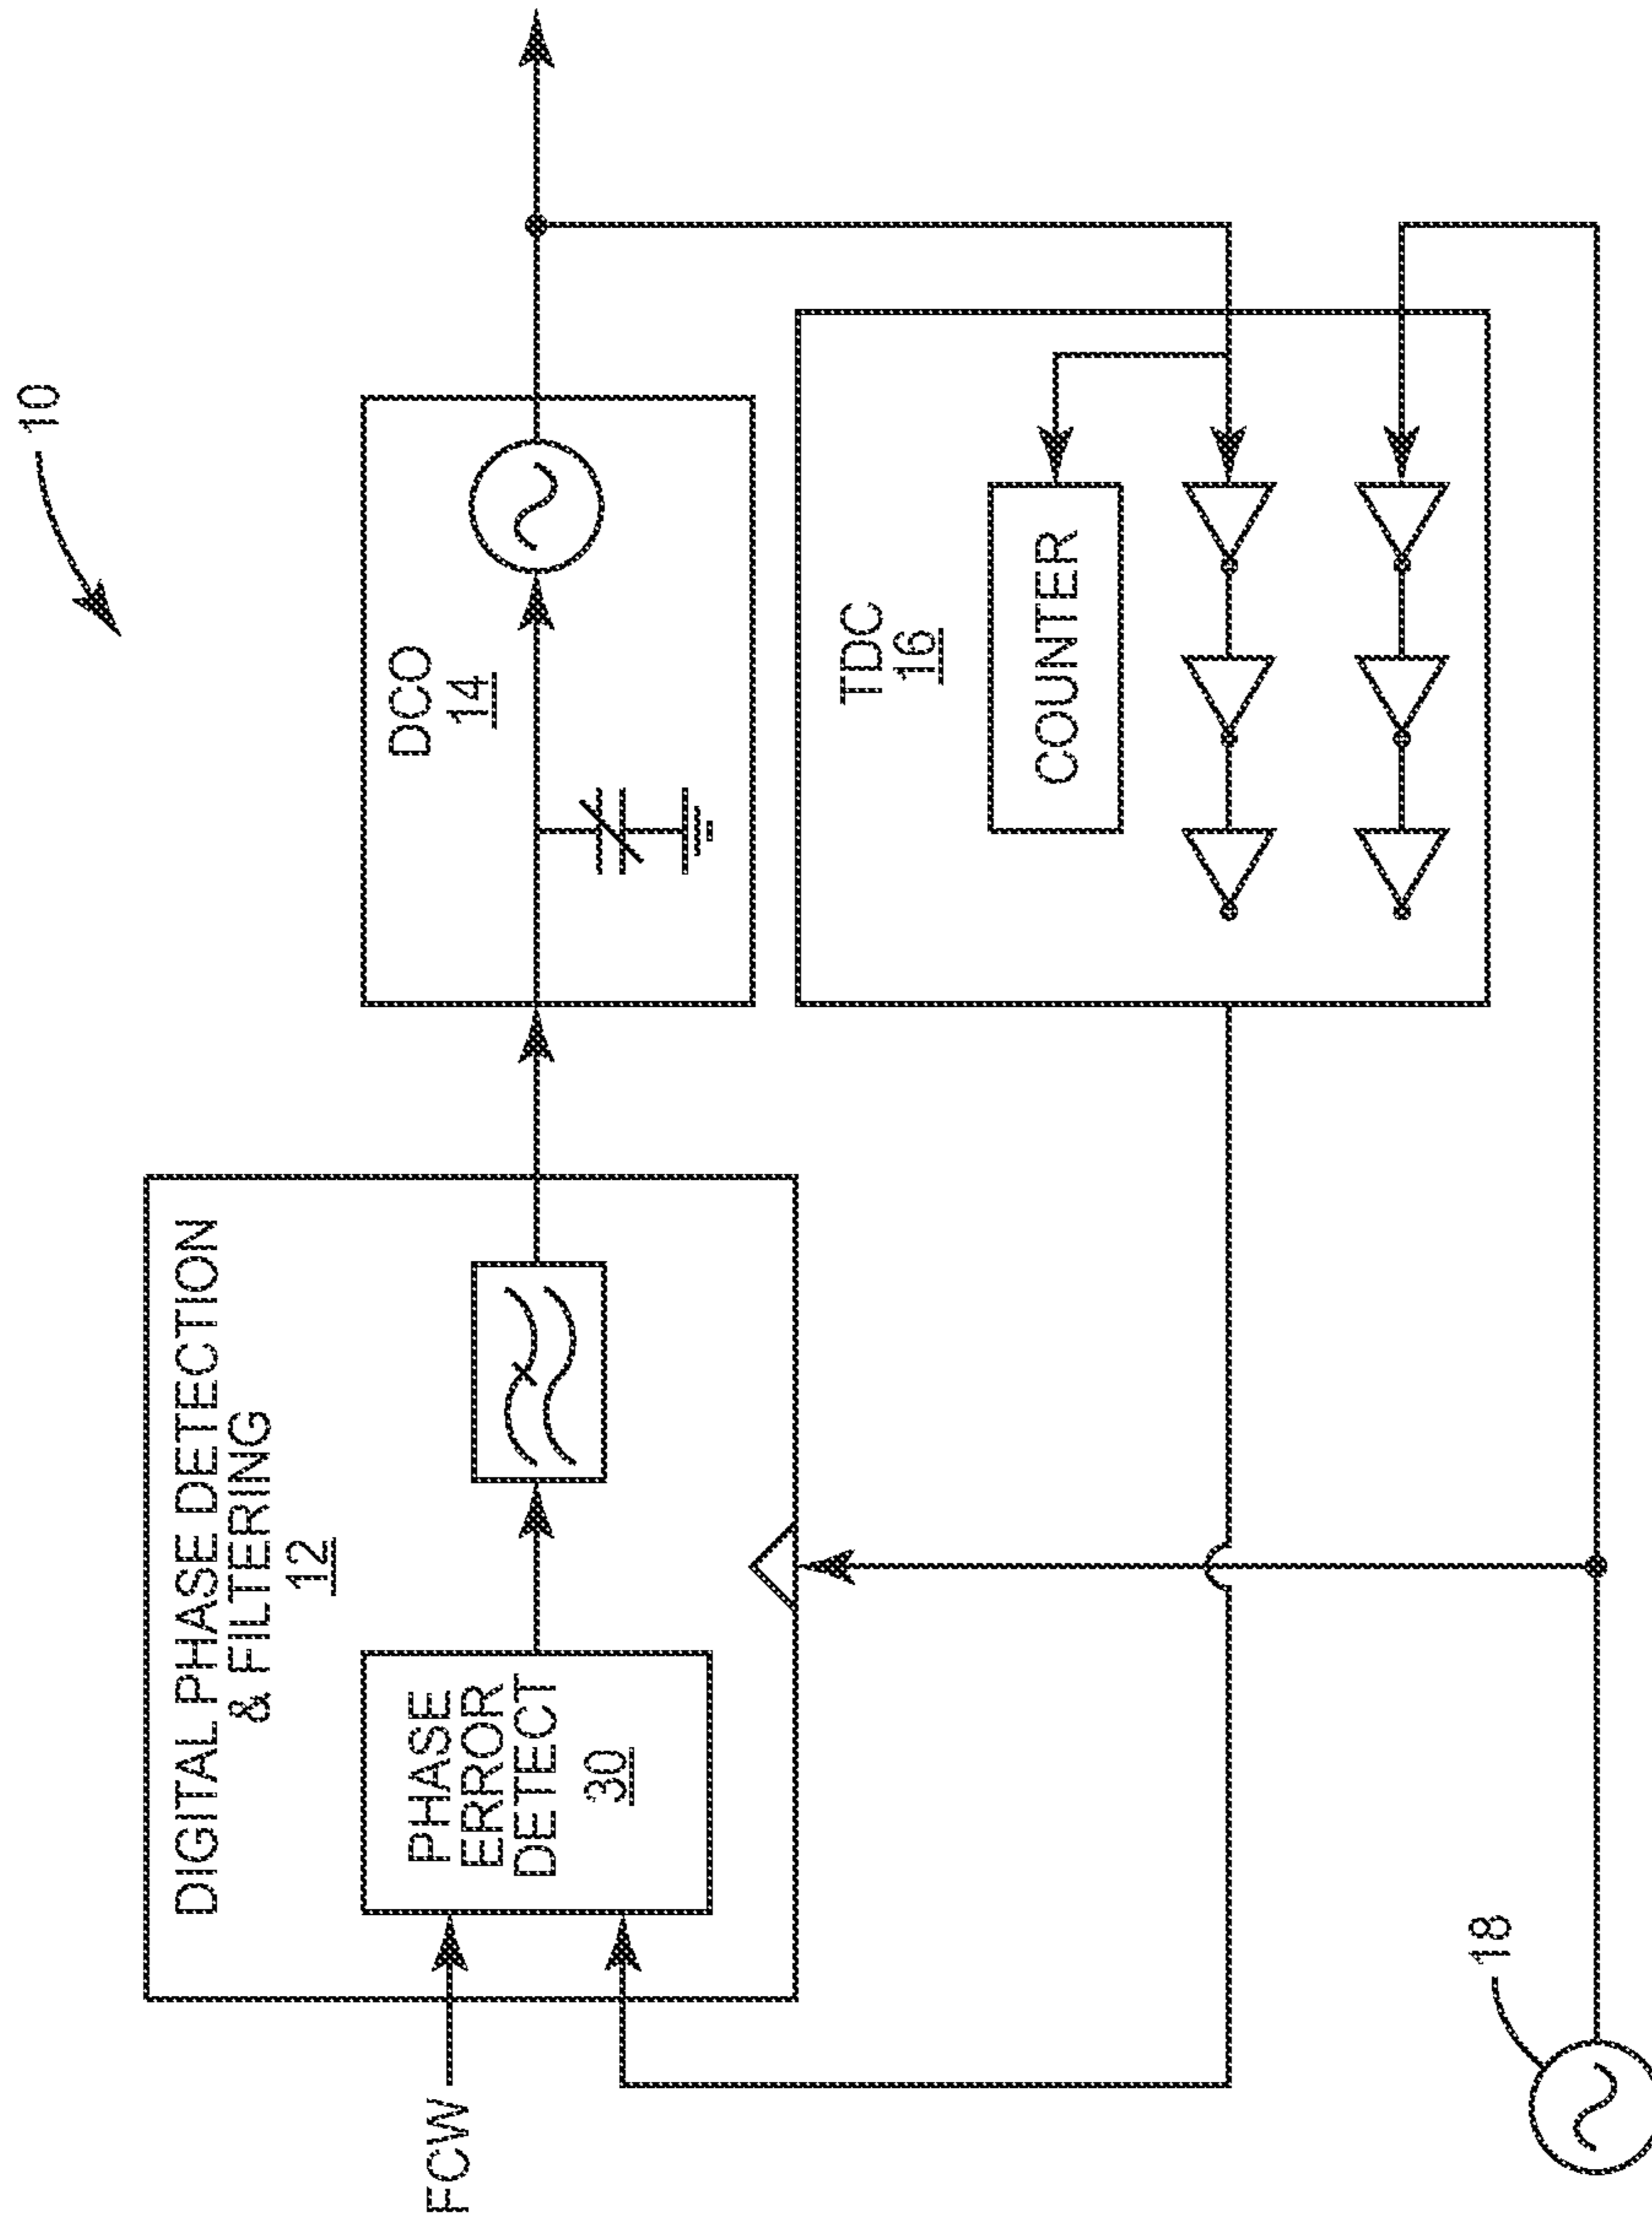 10
DIGITAL PHASE DETECTION
& FILTERING
12
PHASE
ERROR
DETECT
30
FCW
DCO
14
TDC
16
COUNTER
18